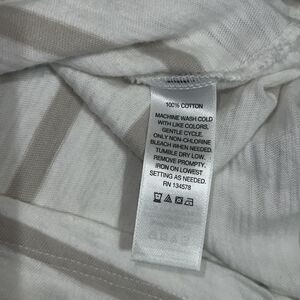 100% COTTON
MACHINE WASH COLD
WITH LIKE COLORS,
GENTLE CYCLE.
ONLY NON-CHLORINE
BLEACH WHEN NEEDED.
TUMBLE DRY LOW.
REMOVE PROMPTLY.
IRON ON LOWEST
SETTING AS NEEDED.
RN 134578